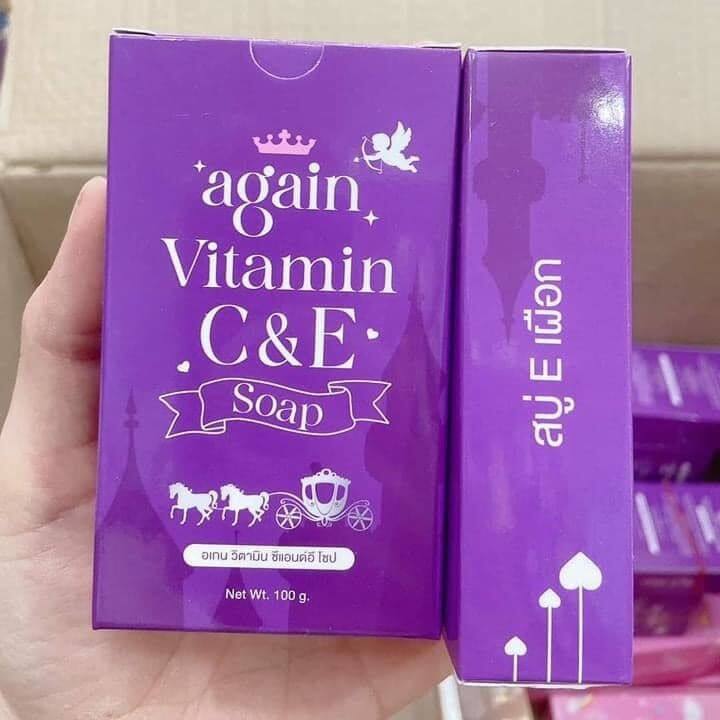 again
Vitamin
C&E
Soap
อเทน วิตามิน ซีแอนด์อี โซป
Net Wt. 100 g.
สบู่ E เผือก